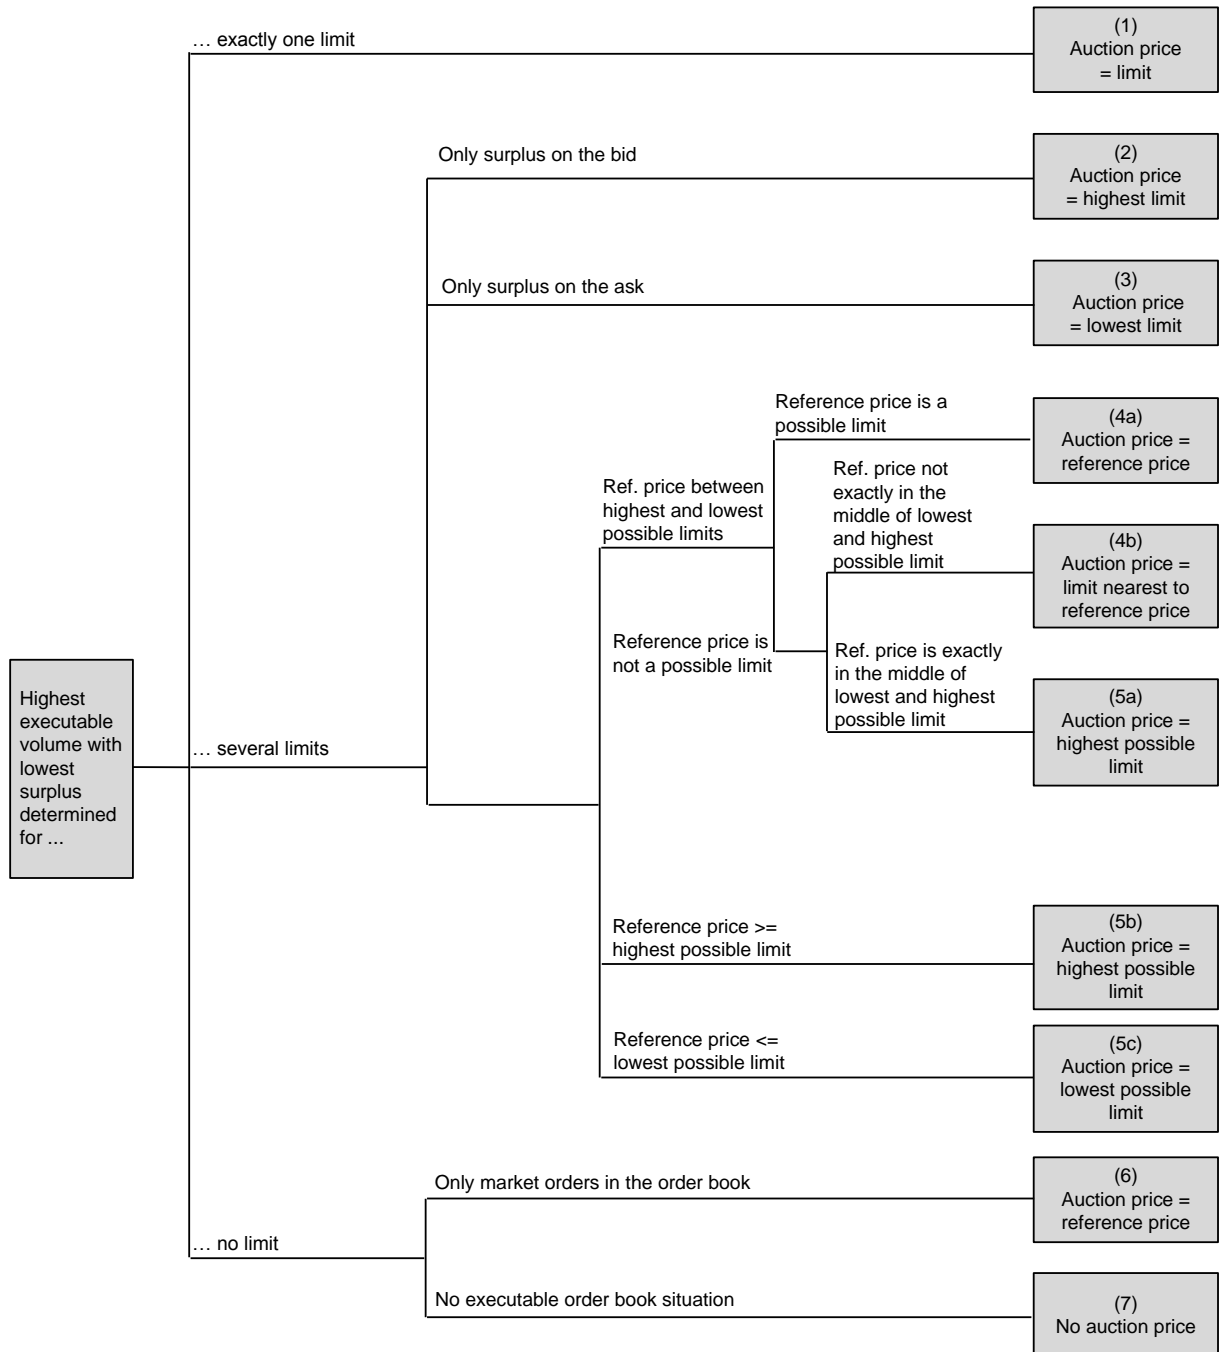 … exactly one limit
(1)
Auction price
= limit
Only surplus on the bid
(2)
Auction price
= highest limit
Only surplus on the ask
(3)
Auction price
= lowest limit
Reference price is a
possible limit
(4a)
Auction price =
reference price
Ref. price between
highest and lowest
possible limits
Ref. price not
exactly in the
middle of lowest
and highest
possible limit
(4b)
Auction price =
limit nearest to
reference price
Reference price is
not a possible limit
Ref. price is exactly
in the middle of
lowest and highest
possible limit
(5a)
Auction price =
highest possible
limit
Highest
executable
volume with
lowest
surplus
determined
for ...
… several limits
Reference price >=
highest possible limit
(5b)
Auction price =
highest possible
limit
Reference price <=
lowest possible limit
(5c)
Auction price =
lowest possible
limit
Only market orders in the order book
(6)
Auction price =
reference price
… no limit
No executable order book situation
(7)
No auction price